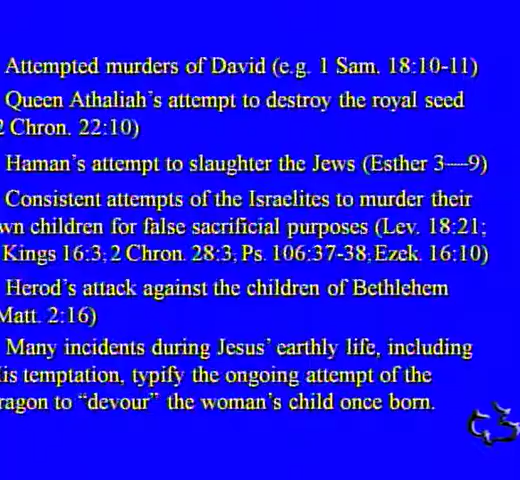 Attempted murders of David (e.g. 1 Sam. 18:10-11)
Queen Athaliah's attempt to destroy the royal seed
2 Chron. 22:10)
Haman's attempt to slaughter the Jews (Esther 3—9)
Consistent attempts of the Israelites to murder their
wn children for false sacrificial purposes (Lev. 18:21;
Kings 16:3; 2 Chron. 28:3; Ps. 106:37-38; Ezek. 16:10)
Herod's attack against the children of Bethlehem
Matt. 2:16)
Many incidents during Jesus' earthly life, including
is temptation, typify the ongoing attempt of the
ragon to “devour” the woman's child once born.